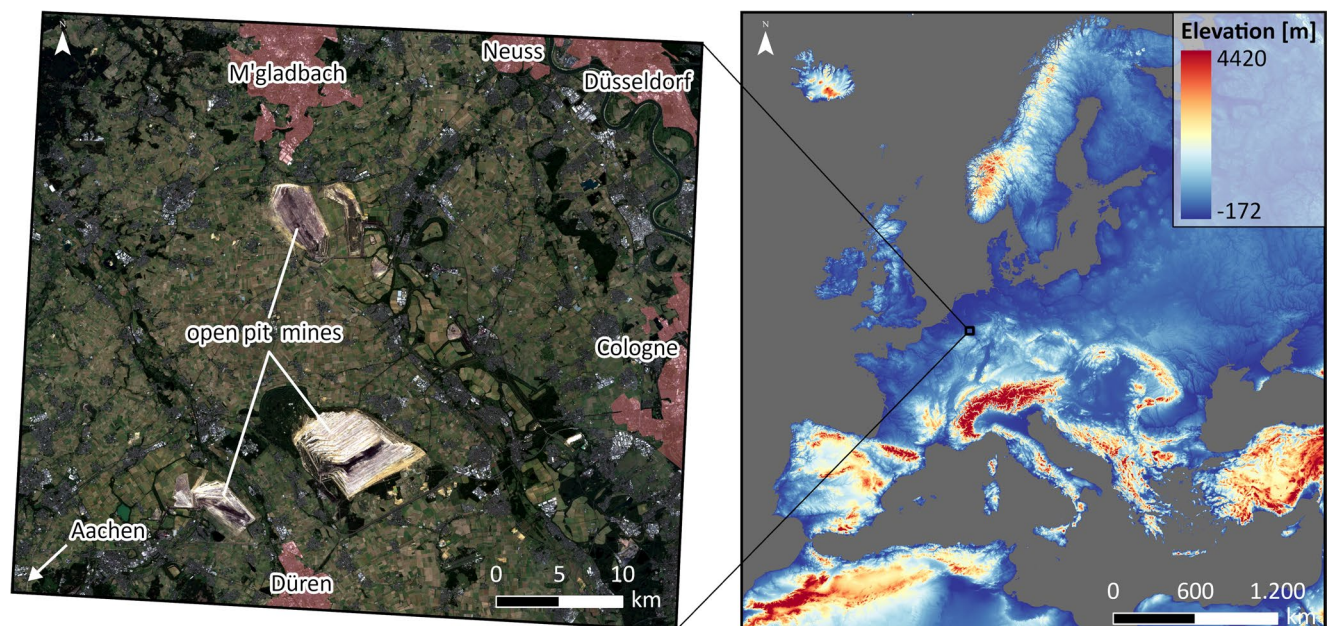 N
M'gladbach
Neuss
Düsseldorf
open pit mines
Cologne
Aachen
Düren
0 5 10
km
N
Elevation [m]
4420
-172
0 600 1.200
km